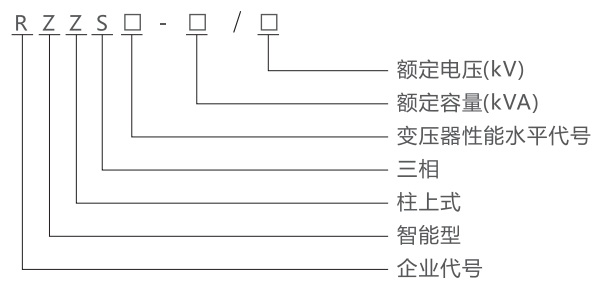 RZZS□-□/□
额定电压(kV)
额定容量(kVA)
变压器性能水平代号
三相
柱上式
智能型
企业代号